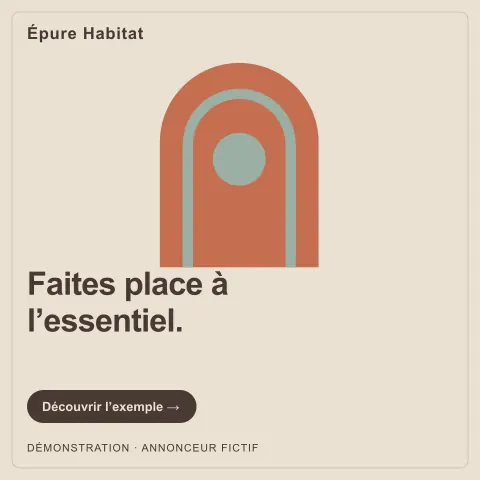 Épure Habitat
Faites place à
l’essentiel.
Découvrir l’exemple →
DÉMONSTRATION · ANNONCEUR FICTIF